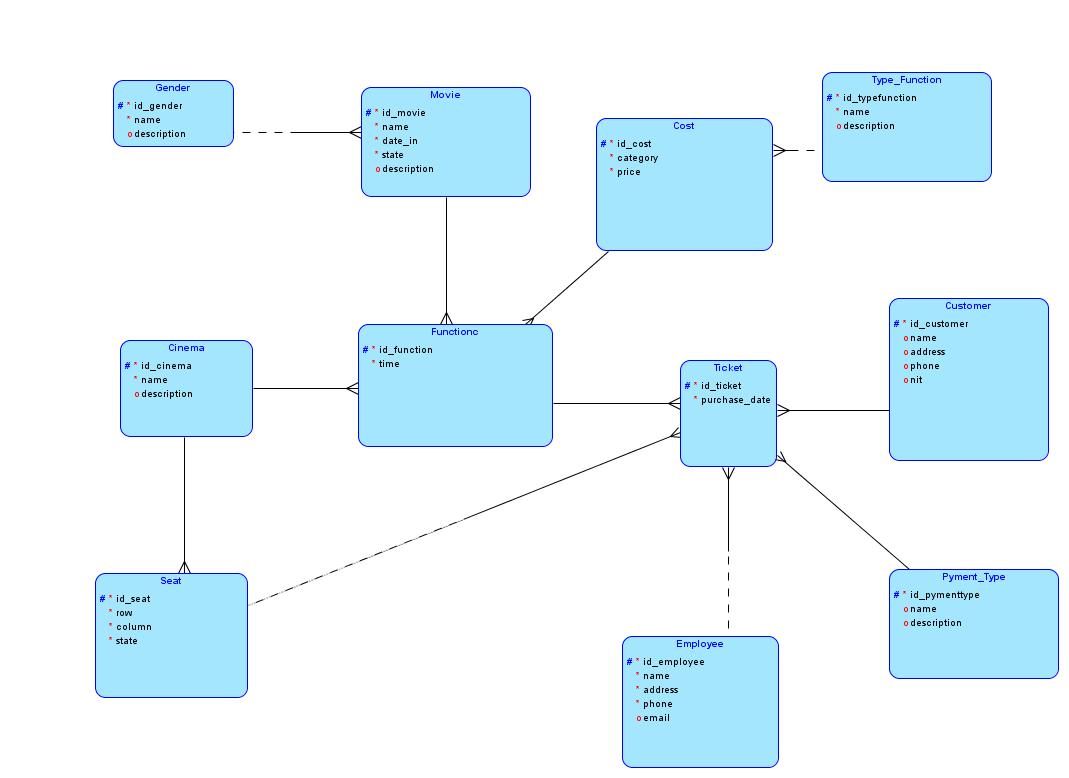 Gender
# * id_gender
* name
o description
Movie
# * id_movie
* name
* date_in
* state
o description
Cost
# * id_cost
* category
* price
Type_Function
# * id_typefunction
* name
o description
Cinema
# * id_cinema
* name
o description
Functionc
# * id_function
* time
Ticket
# * id_ticket
* purchase_date
Customer
# * id_customer
o name
o address
o phone
o nit
Seat
# * id_seat
* row
* column
* state
Employee
# * id_employee
* name
* address
* phone
o email
Pyment_Type
# * id_pymenttype
o name
o description